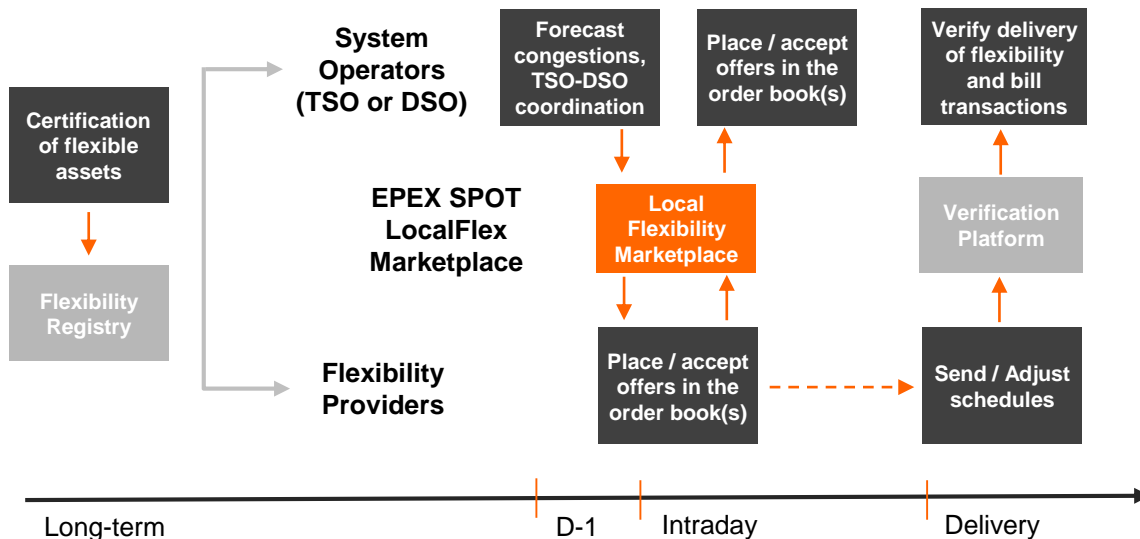 System
Operators
(TSO or DSO)
Forecast
congestions,
TSO-DSO
coordination
Place / accept
offers in the
order book(s)
Verify delivery
of flexibility
and bill
transactions
Certification
of flexible
assets
EPEX SPOT
LocalFlex
Marketplace
Local
Flexibility
Marketplace
Verification
Platform
Flexibility
Registry
Flexibility
Providers
Place / accept
offers in the
order book(s)
Send / Adjust
schedules
Long-term
D-1
Intraday
Delivery